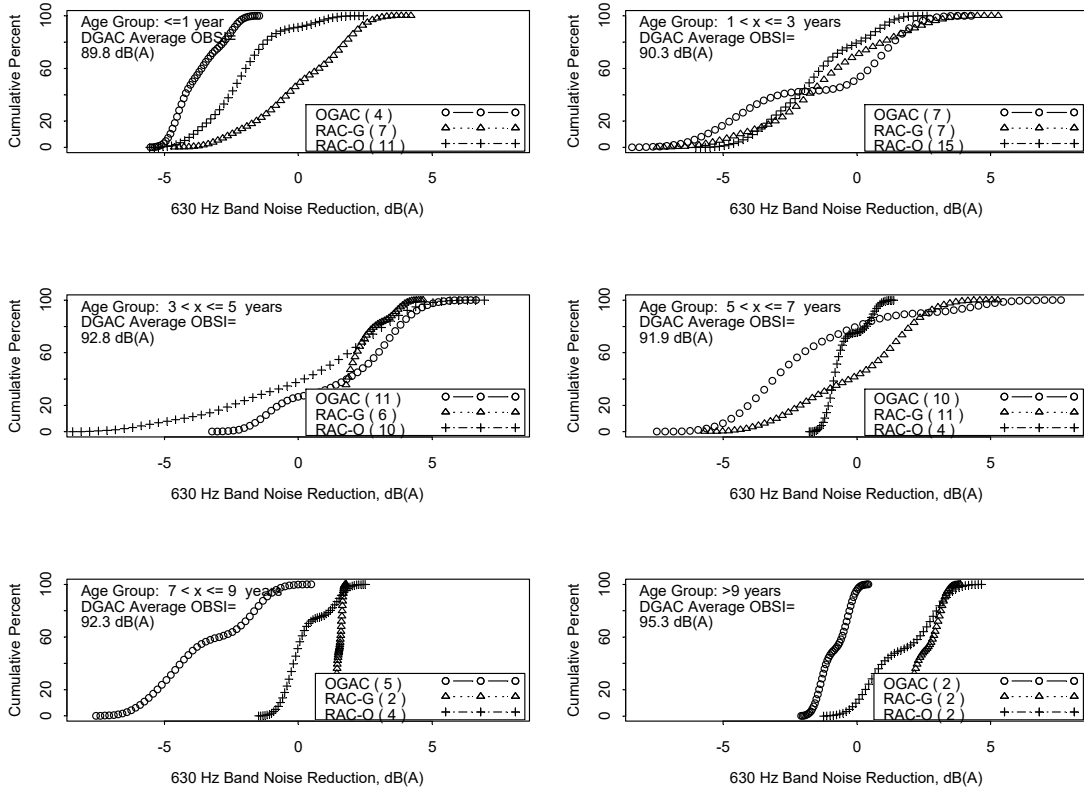 Cumulative Percent
0 20 60 100
Age Group: <=1 year
DGAC Average OBSI=
89.8 dB(A)
OGAC ( 4 )
RAC-G ( 7 )
RAC-O ( 11 )
-5 0 5
630 Hz Band Noise Reduction, dB(A)
Cumulative Percent
0 20 60 100
Age Group: 1 < x <= 3 years
DGAC Average OBSI=
90.3 dB(A)
OGAC ( 7 )
RAC-G ( 7 )
RAC-O ( 15 )
-5 0 5
630 Hz Band Noise Reduction, dB(A)
Cumulative Percent
0 20 60 100
Age Group: 3 < x <= 5 years
DGAC Average OBSI=
92.8 dB(A)
OGAC ( 11 )
RAC-G ( 6 )
RAC-O ( 10 )
-5 0 5
630 Hz Band Noise Reduction, dB(A)
Cumulative Percent
0 20 60 100
Age Group: 5 < x <= 7 years
DGAC Average OBSI=
91.9 dB(A)
OGAC ( 10 )
RAC-G ( 11 )
RAC-O ( 4 )
-5 0 5
630 Hz Band Noise Reduction, dB(A)
Cumulative Percent
0 20 60 100
Age Group: 7 < x <= 9 years
DGAC Average OBSI=
92.3 dB(A)
OGAC ( 5 )
RAC-G ( 2 )
RAC-O ( 4 )
-5 0 5
630 Hz Band Noise Reduction, dB(A)
Cumulative Percent
0 20 60 100
Age Group: >9 years
DGAC Average OBSI=
95.3 dB(A)
OGAC ( 2 )
RAC-G ( 2 )
RAC-O ( 2 )
-5 0 5
630 Hz Band Noise Reduction, dB(A)